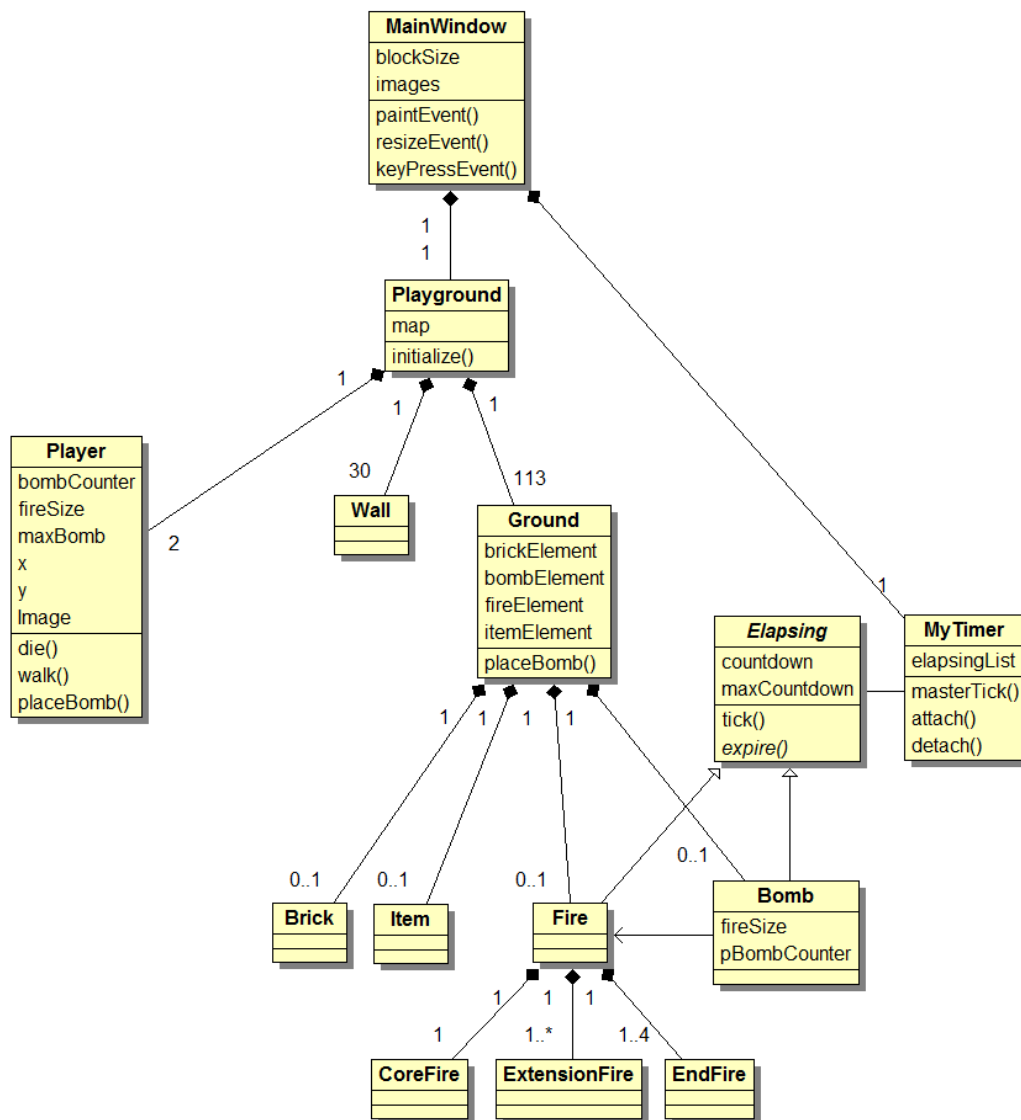 MainWindow
blockSize
images
paintEvent()
resizeEvent()
keyPressEvent()
1
1
Playground
map
initialize()
1
1
1
Player
bombCounter
fireSize
maxBomb
x
y
Image
die()
walk()
placeBomb()
2
30
Wall
113
Ground
brickElement
bombElement
fireElement
itemElement
placeBomb()
1
Elapsing
countdown
maxCountdown
tick()
expire()
MyTimer
elapsingList
masterTick()
attach()
detach()
1
1
1
1
0..1
0..1
0..1
0..1
Brick
Item
Fire
Bomb
fireSize
pBombCounter
1
1
1
1
1..*
1..4
CoreFire
ExtensionFire
EndFire